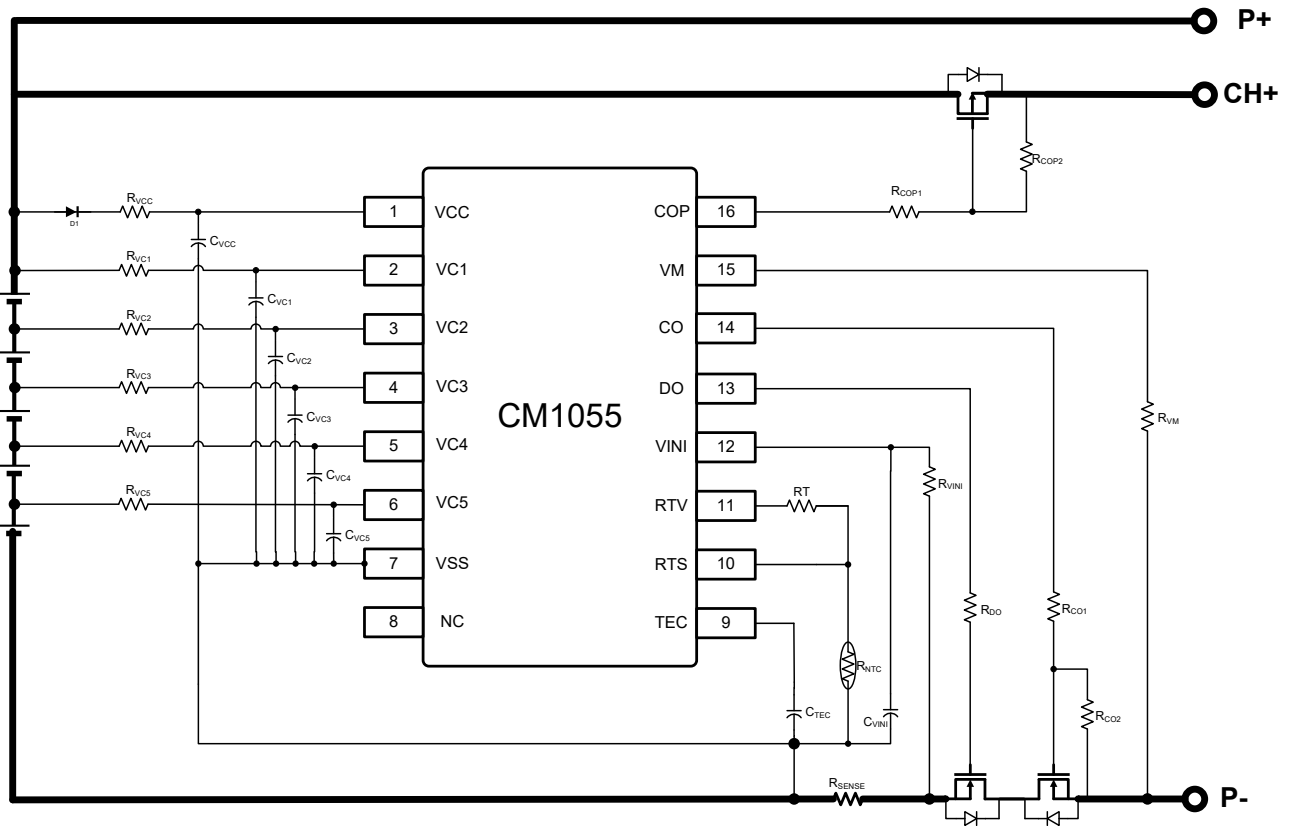 P+
CH+
RCOP2
RVCC
RCOP1
1 VCC
COP 16
D1
CVCC
RVC1
2 VC1
VM 15
CVC1
RVC2
3 VC2
CO 14
CVC2
RVC3
4 VC3
DO 13
CVC3
CM1055
RVM
RVC4
5 VC4
VINI 12
CVC4
RVINI
RVC5
RT
6 VC5
RTV 11
CVC5
7 VSS
RTS 10
RDO
RCO1
8 NC
TEC 9
RNTC
CTEC
CVINI
RCO2
RSENSE
P-